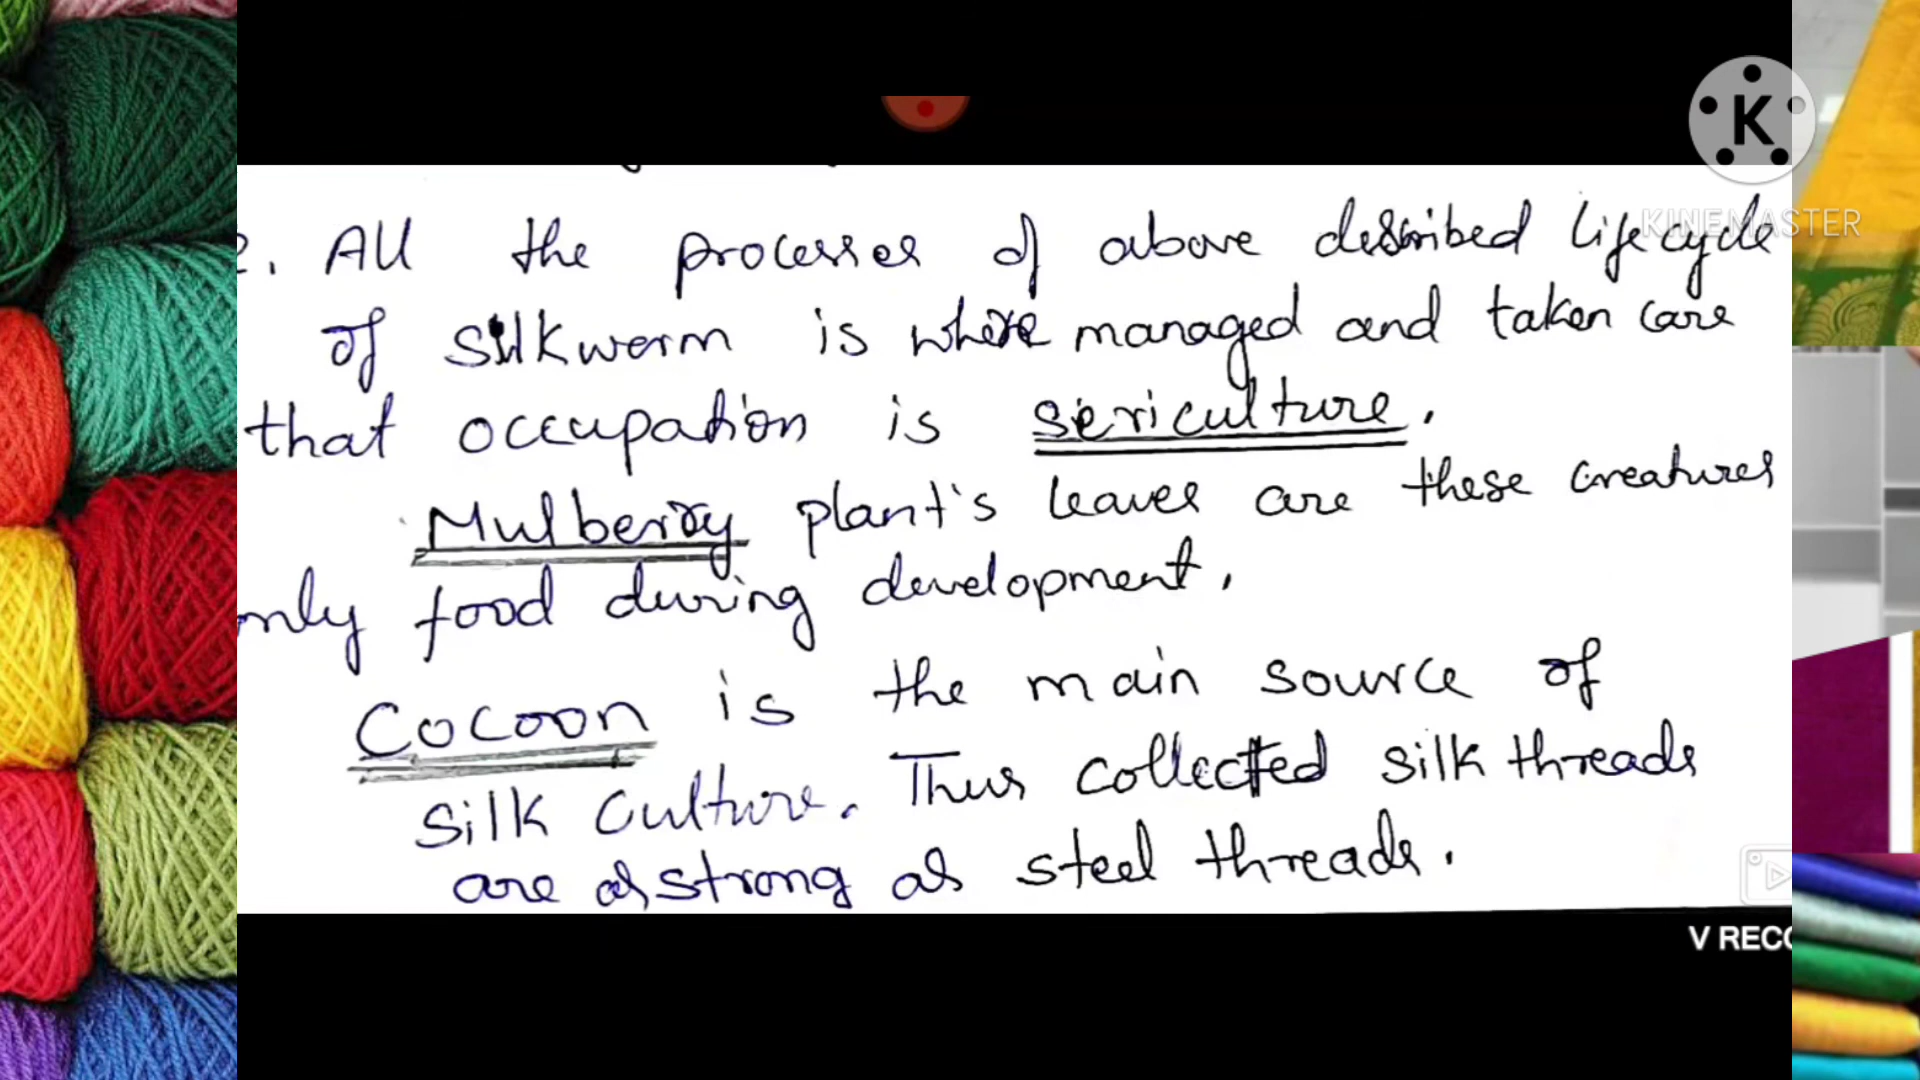 2. All the processes of above described life cycle
of silkworm is where managed and taken care
that occupation is sericulture.
Mulberry plant's leaves are these creatures
only food during development.
Cocoon is the main source of
silk culture. Thus collected silk threads
are as strong as steel threads.
K
KINEMASTER
V RECO